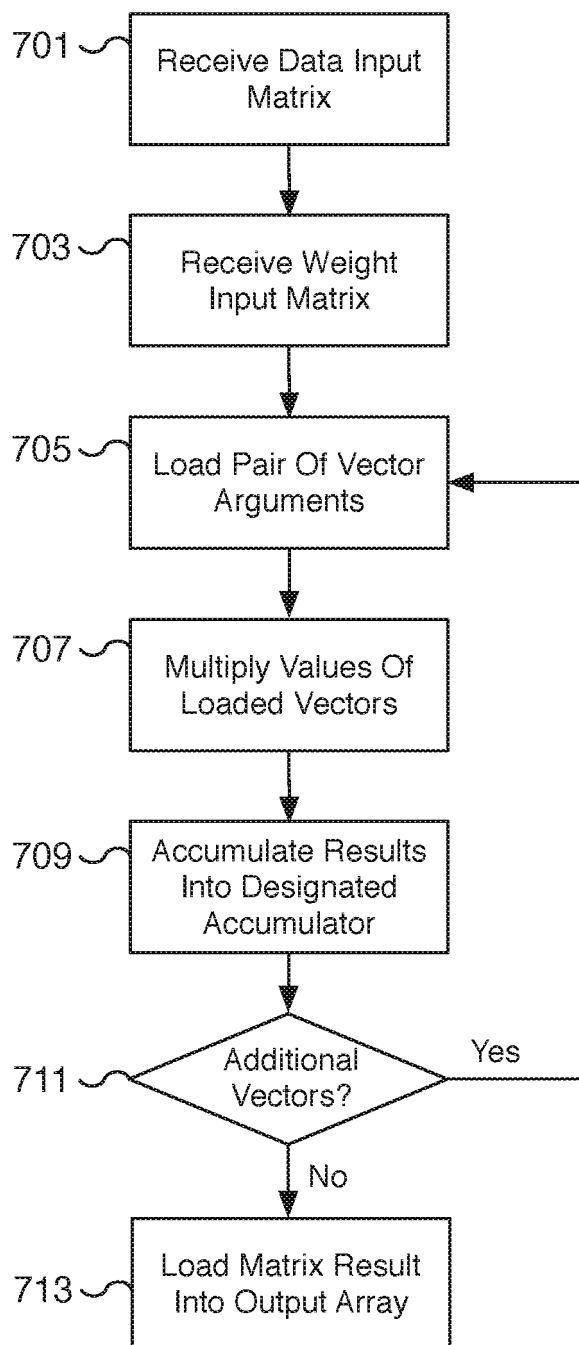 701
Receive Data Input
Matrix
703
Receive Weight
Input Matrix
705
Load Pair Of Vector
Arguments
707
Multiply Values Of
Loaded Vectors
709
Accumulate Results
Into Designated
Accumulator
711
Additional
Vectors?
Yes
No
713
Load Matrix Result
Into Output Array